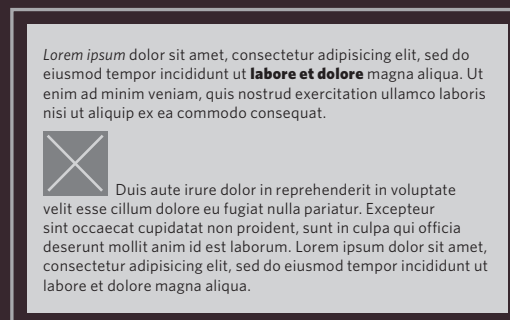 Lorem ipsum dolor sit amet, consectetur adipisicing elit, sed do
eiusmod tempor incididunt ut labore et dolore magna aliqua. Ut
enim ad minim veniam, quis nostrud exercitation ullamco laboris
nisi ut aliquip ex ea commodo consequat.
Duis aute irure dolor in reprehenderit in voluptate
velit esse cillum dolore eu fugiat nulla pariatur. Excepteur
sint occaecat cupidatat non proident, sunt in culpa qui officia
deserunt mollit anim id est laborum. Lorem ipsum dolor sit amet,
consectetur adipisicing elit, sed do eiusmod tempor incididunt ut
labore et dolore magna aliqua.